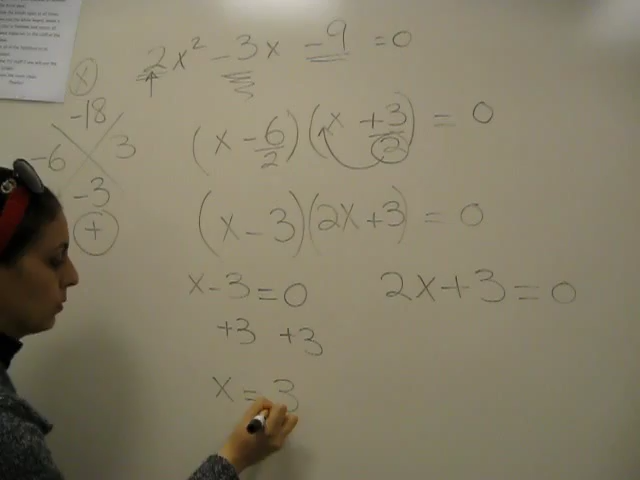 2x² -3x -9 = 0
x
-18
-6 3
-3
+
(x - 6/2)(x + 3/2) = 0
(x - 3)(2x + 3) = 0
x - 3 = 0 2x + 3 = 0
+3 +3
x = 3